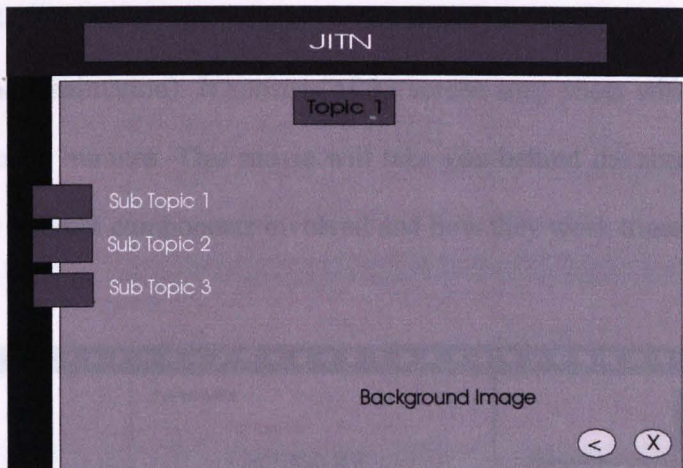 JITN
Topic 1
Sub Topic 1
Sub Topic 2
Sub Topic 3
Background Image
< X